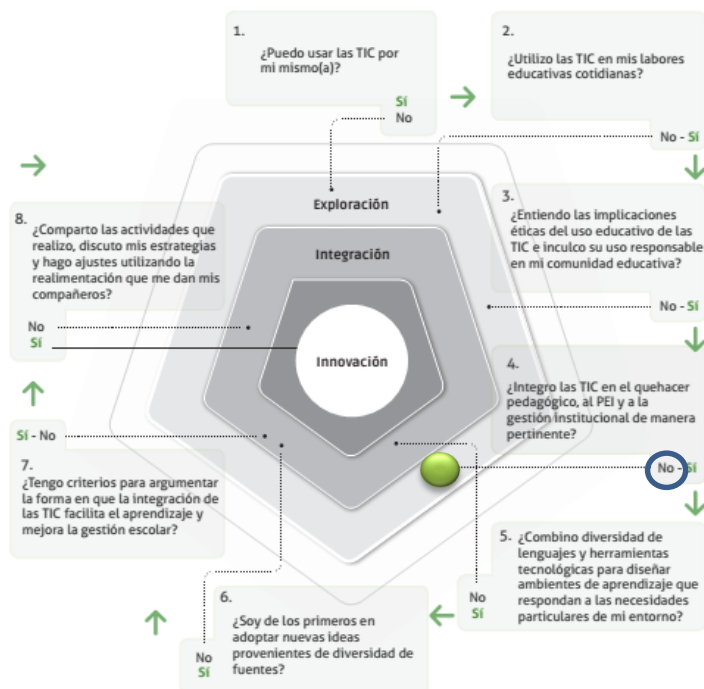 1.
¿Puedo usar las TIC por
mi mismo(a)?
Sí
No
2.
¿Utilizo las TIC en mis labores
educativas cotidianas?
No - Sí
3.
¿Entiendo las implicaciones
éticas del uso educativo de las
TIC e inculco su uso responsable
en mi comunidad educativa?
No - Sí
4.
¿Integro las TIC en el quehacer
pedagógico, al PEI y a la
gestión institucional de manera
pertinente?
No - Sí
5. ¿Combino diversidad de
lenguajes y herramientas
tecnológicas para diseñar
ambientes de aprendizaje que
respondan a las necesidades
particulares de mi entorno?
No
Sí
6.
¿Soy de los primeros en
adoptar nuevas ideas
provenientes de diversidad de
fuentes?
No
Sí
Sí - No
7.
¿Tengo criterios para argumentar
la forma en que la integración de
las TIC facilita el aprendizaje y
mejora la gestión escolar?
8.
¿Comparto las actividades que
realizo, discuto mis estrategias
y hago ajustes utilizando la
realimentación que me dan mis
compañeros?
No
Sí
Exploración
Integración
Innovación